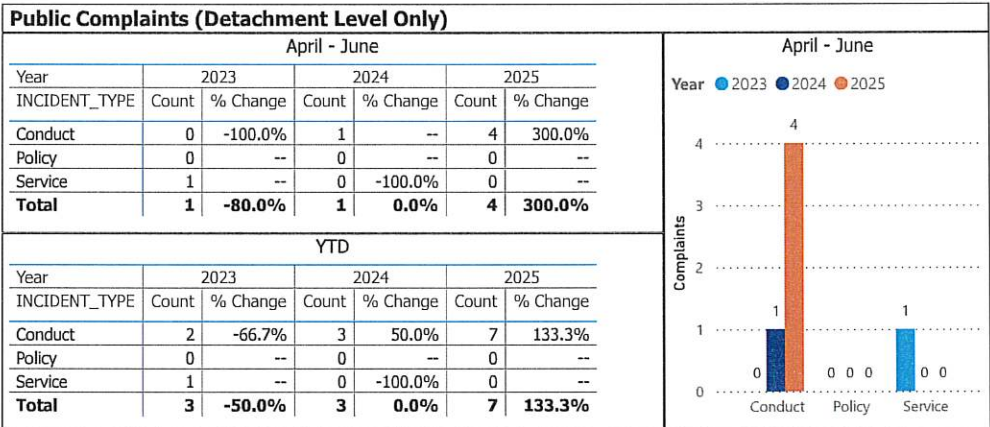 Public Complaints (Detachment Level Only)
April - June
Year 2023 2024 2025
INCIDENT_TYPE Count % Change Count % Change Count % Change
Conduct 0 -100.0% 1 -- 4 300.0%
Policy 0 -- 0 -- 0 --
Service 1 -- 0 -100.0% 0 --
Total 1 -80.0% 1 0.0% 4 300.0%
YTD
Year 2023 2024 2025
INCIDENT_TYPE Count % Change Count % Change Count % Change
Conduct 2 -66.7% 3 50.0% 7 133.3%
Policy 0 -- 0 -- 0 --
Service 1 -- 0 -100.0% 0 --
Total 3 -50.0% 3 0.0% 7 133.3%
April - June
Year 2023 2024 2025
4
4
3
Complaints
2
1 1
1
0 0 0 0 0 0
0
Conduct Policy Service